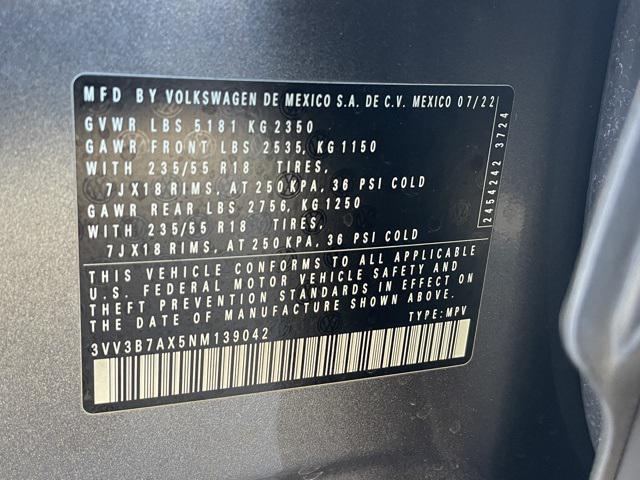 MFD BY VOLKSWAGEN DE MEXICO S.A. DE C.V. MEXICO 07/22
GVWR LBS 5181 KG 2350
GAWR FRONT LBS 2535, KG 1150
WITH 235/55 R18 TIRES,
7JX18 RIMS, AT 250 KPA, 36 PSI COLD
GAWR REAR LBS 2756, KG 1250
WITH 235/55 R18 TIRES,
7JX18 RIMS, AT 250 KPA, 36 PSI COLD
THIS VEHICLE CONFORMS TO ALL APPLICABLE
U.S. FEDERAL MOTOR VEHICLE SAFETY AND
THEFT PREVENTION STANDARDS IN EFFECT ON
THE DATE OF MANUFACTURE SHOWN ABOVE.
3VV3B7AX5NM139042 TYPE: MPV
2454242 3724